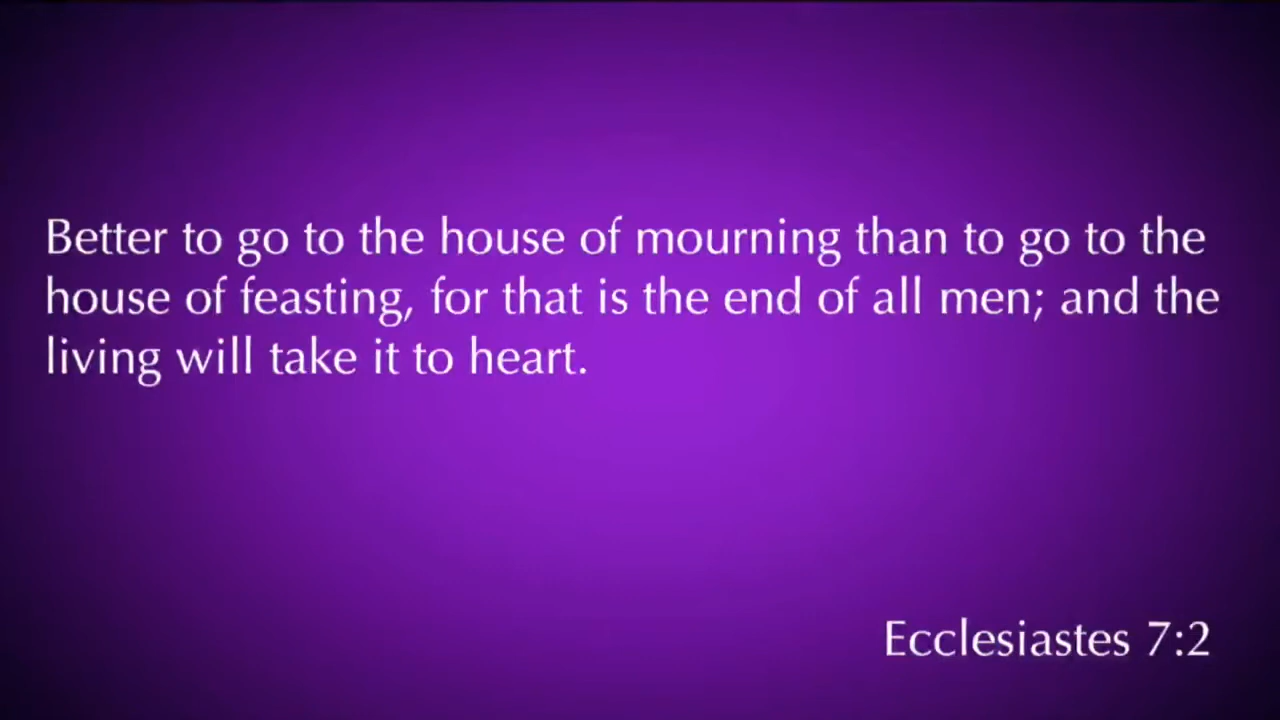 Better to go to the house of mourning than to go to the
house of feasting, for that is the end of all men; and the
living will take it to heart.
Ecclesiastes 7:2